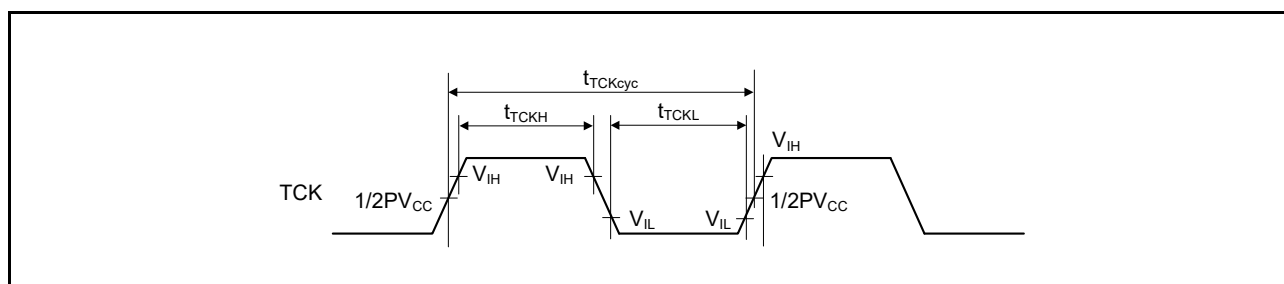 tTCKcyc
tTCKH
tTCKL
VIH
TCK
1/2PVCC
VIH
VIH
VIL
VIL
1/2PVCC